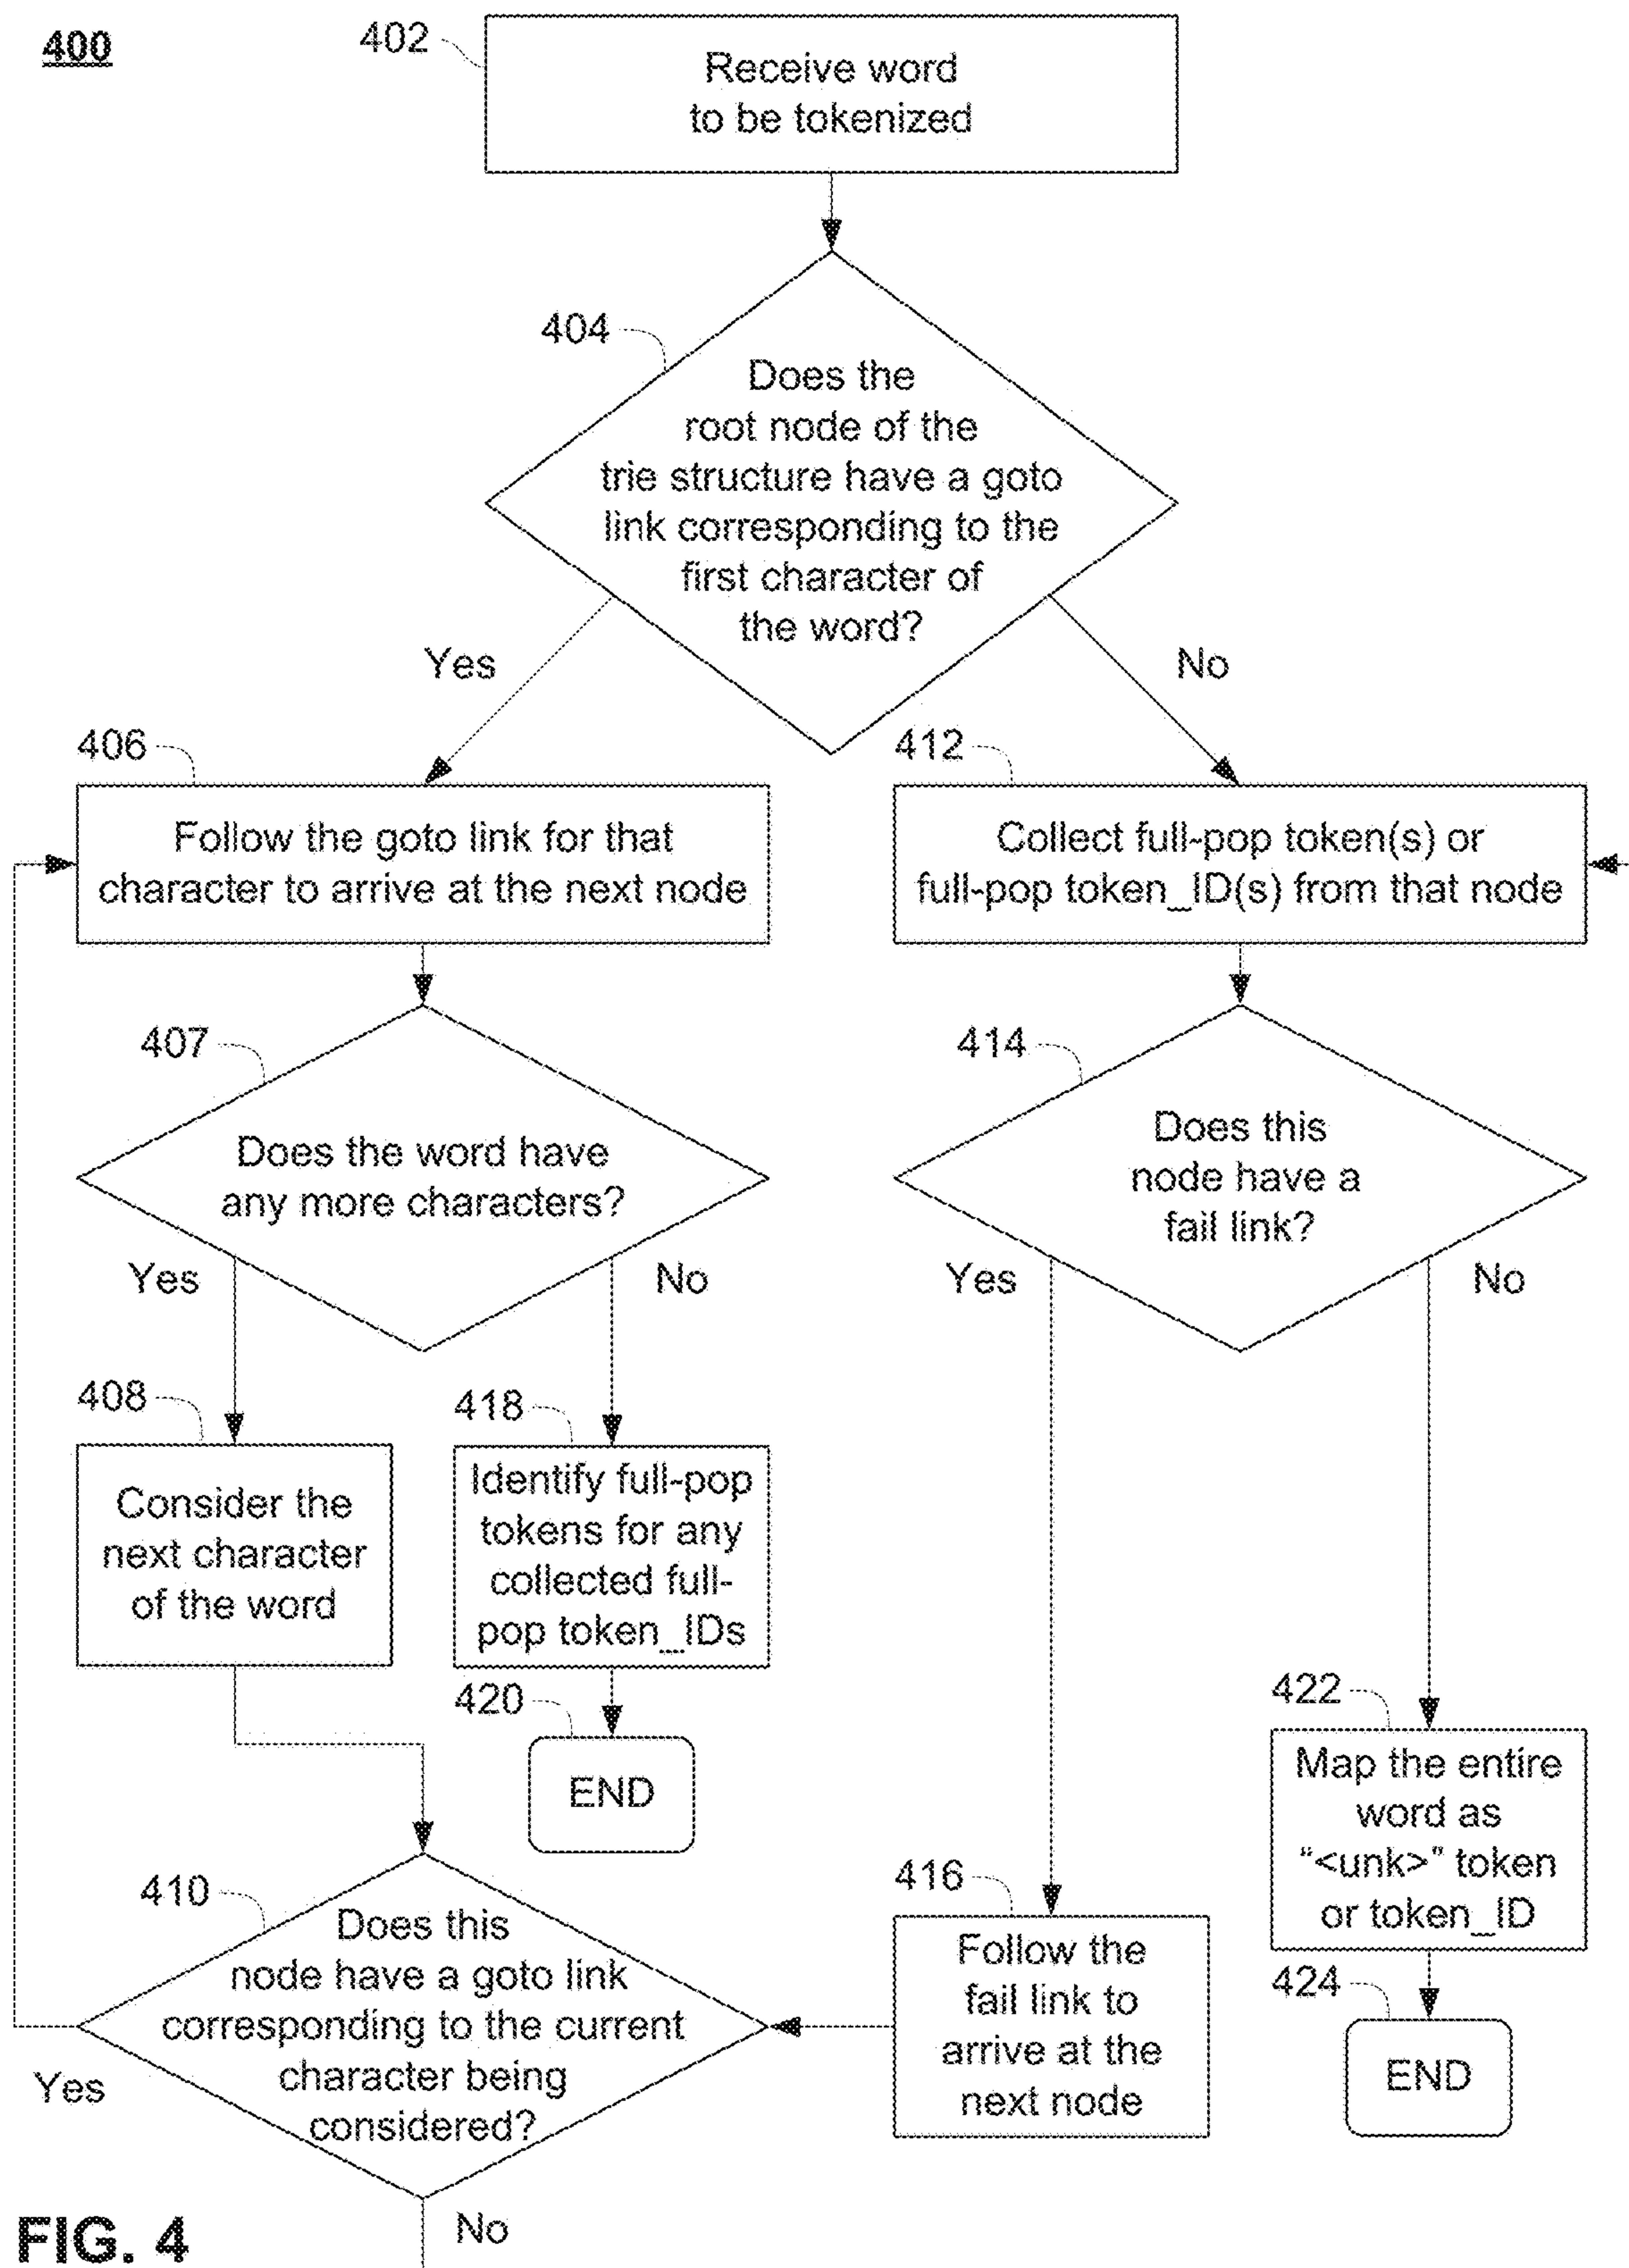 400
402
Receive word
to be tokenized
404
Does the
root node of the
trie structure have a goto
link corresponding to the
first character of
the word?
Yes
No
406
Follow the goto link for that
character to arrive at the next node
412
Collect full-pop token(s) or
full-pop token_ID(s) from that node
407
Does the word have
any more characters?
Yes
No
414
Does this
node have a
fail link?
Yes
No
408
Consider the
next character
of the word
418
Identify full-pop
tokens for any
collected full-
pop token_IDs
420
END
422
Map the entire
word as
“<unk>” token
or token_ID
424
END
410
Does this
node have a goto link
corresponding to the current
character being
considered?
Yes
No
416
Follow the
fail link to
arrive at the
next node
FIG. 4